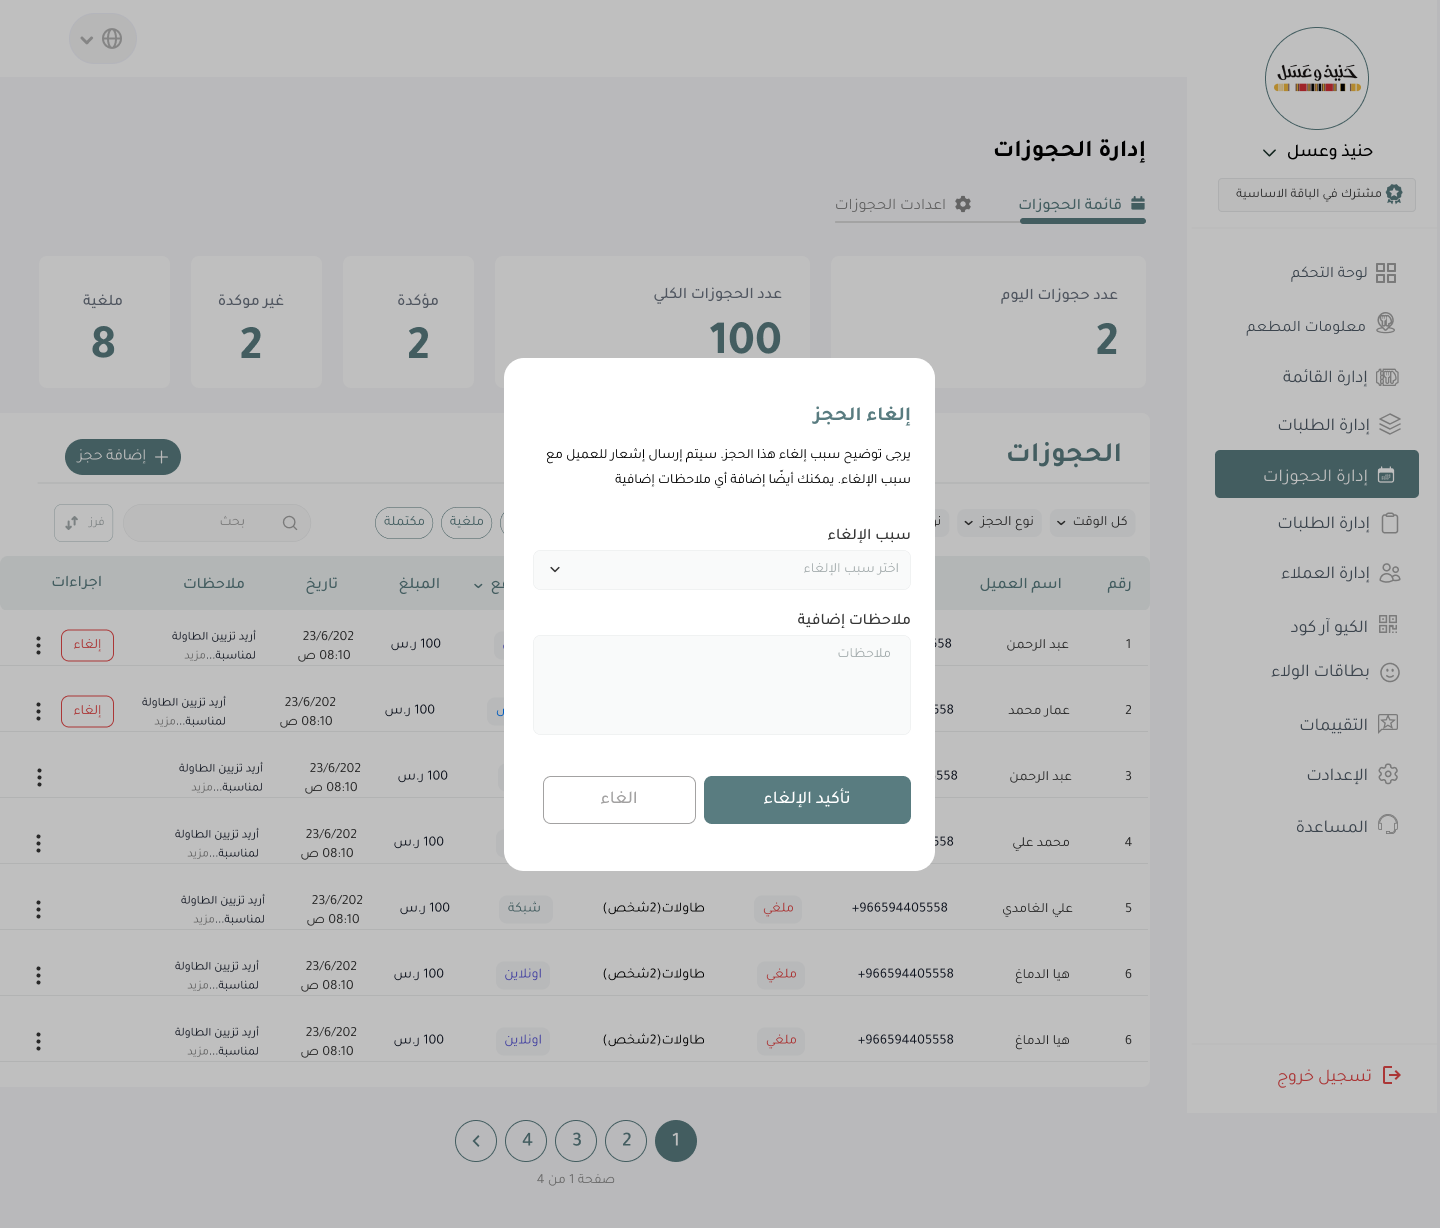 حنيذ وعسل
حنيذ وعسل
مشترك في الباقة الاساسية
لوحة التحكم
معلومات المطعم
إدارة القائمة
إدارة الطلبات
إدارة الحجوزات
إدارة الطلبات
إدارة العملاء
الكيو آر كود
بطاقات الولاء
التقييمات
الإعدادت
المساعدة
تسجيل خروج
إدارة الحجوزات
قائمة الحجوزات اعدادت الحجوزات
عدد حجوزات اليوم عدد الحجوزات الكلي مؤكدة غير موكدة ملغية
2 100 2 2 8
الحجوزات إضافة حجز
كل الوقت نوع الحجز ملغية مكتملة بحث فرز
رقم اسم العميل المبلغ تاريخ ملاحظات اجراءات
1 عبد الرحمن 100 ر.س 23/6/202 أريد تزيين الطاولة إلغاء
08:10 ص لمناسبة...مزيد
2 عمار محمد 100 ر.س 23/6/202 أريد تزيين الطاولة إلغاء
08:10 ص لمناسبة...مزيد
3 عبد الرحمن 100 ر.س 23/6/202 أريد تزيين الطاولة
08:10 ص لمناسبة...مزيد
4 محمد علي 100 ر.س 23/6/202 أريد تزيين الطاولة
08:10 ص لمناسبة...مزيد
5 علي الغامدي +966594405558 ملغي طاولات(2شخص) شبكة 100 ر.س 23/6/202 أريد تزيين الطاولة
08:10 ص لمناسبة...مزيد
6 هيا الدماغ +966594405558 ملغي طاولات(2شخص) اونلاين 100 ر.س 23/6/202 أريد تزيين الطاولة
08:10 ص لمناسبة...مزيد
6 هيا الدماغ +966594405558 ملغي طاولات(2شخص) اونلاين 100 ر.س 23/6/202 أريد تزيين الطاولة
08:10 ص لمناسبة...مزيد
1 2 3 4
صفحة 1 من 4
إلغاء الحجز
يرجى توضيح سبب إلغاء هذا الحجز. سيتم إرسال إشعار للعميل مع
سبب الإلغاء. يمكنك أيضًا إضافة أي ملاحظات إضافية
سبب الإلغاء
اختر سبب الإلغاء
ملاحظات إضافية
ملاحظات
تأكيد الإلغاء الغاء